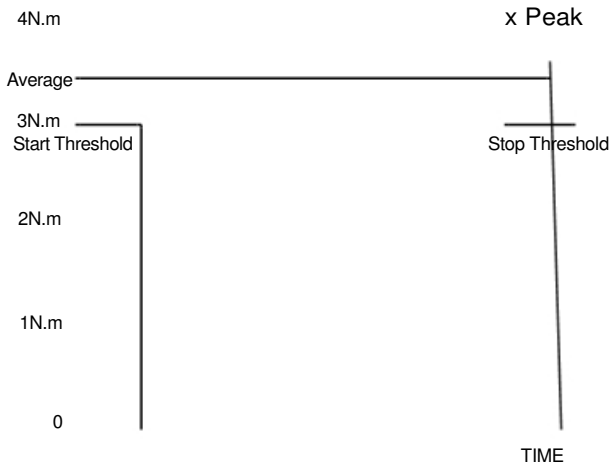 4N.m
x Peak
Average
3N.m
Start Threshold
Stop Threshold
2N.m
1N.m
0
TIME